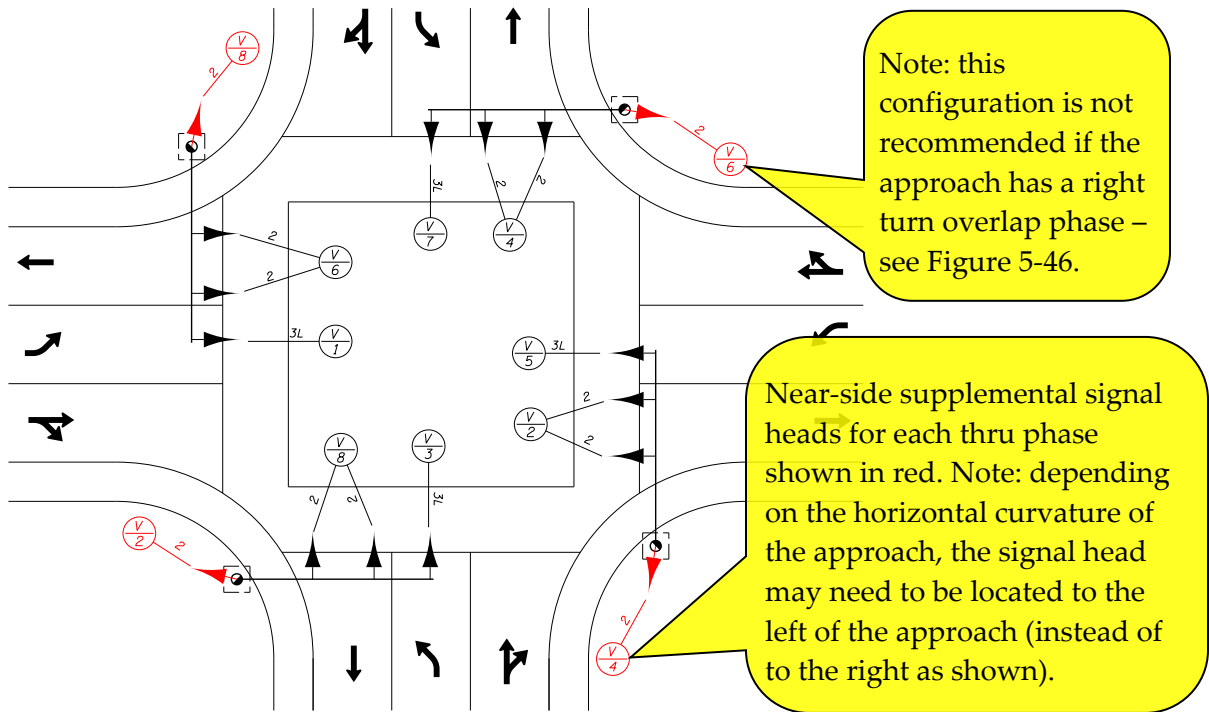 V
8
2
Note: this
configuration is not
recommended if the
approach has a right
turn overlap phase –
see Figure 5-46.
2
V
6
3L
2
2
V
7
V
4
2
V
6
2
3L
V
1
V
5
3L
2
V
2
2
Near-side supplemental signal
heads for each thru phase
shown in red. Note: depending
on the horizontal curvature of
the approach, the signal head
may need to be located to the
left of the approach (instead of
to the right as shown).
V
8
V
3
2
2
3L
V
2
2
2
V
4